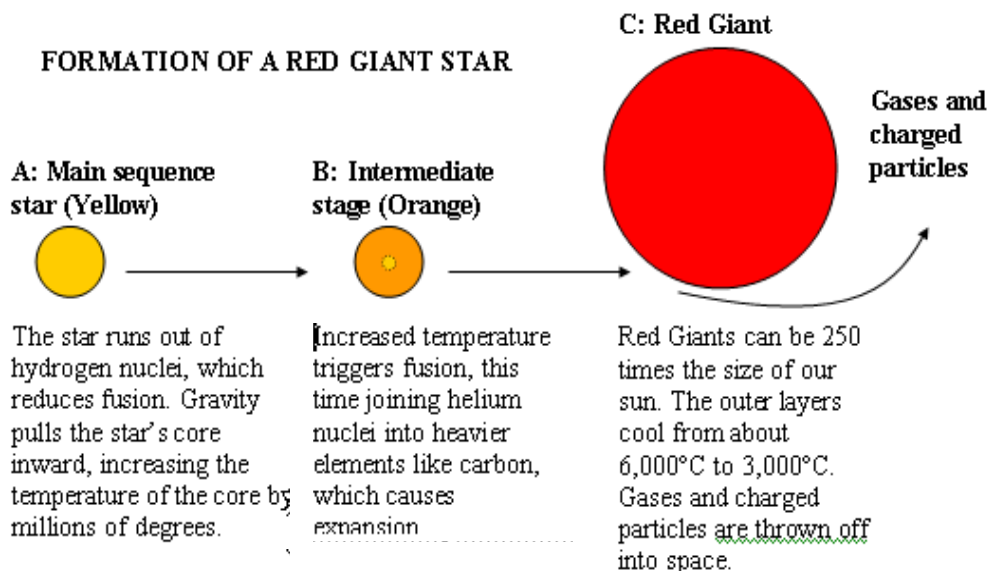 FORMATION OF A RED GIANT STAR
A: Main sequence
star (Yellow)
The star runs out of
hydrogen nuclei, which
reduces fusion. Gravity
pulls the star's core
inward, increasing the
temperature of the core by
millions of degrees.
B: Intermediate
stage (Orange)
Increased temperature
triggers fusion, this
time joining helium
nuclei into heavier
elements like carbon,
which causes
expansion
C: Red Giant
Gases and
charged
particles
Red Giants can be 250
times the size of our
sun. The outer layers
cool from about
6,000°C to 3,000°C.
Gases and charged
particles are thrown off
into space.